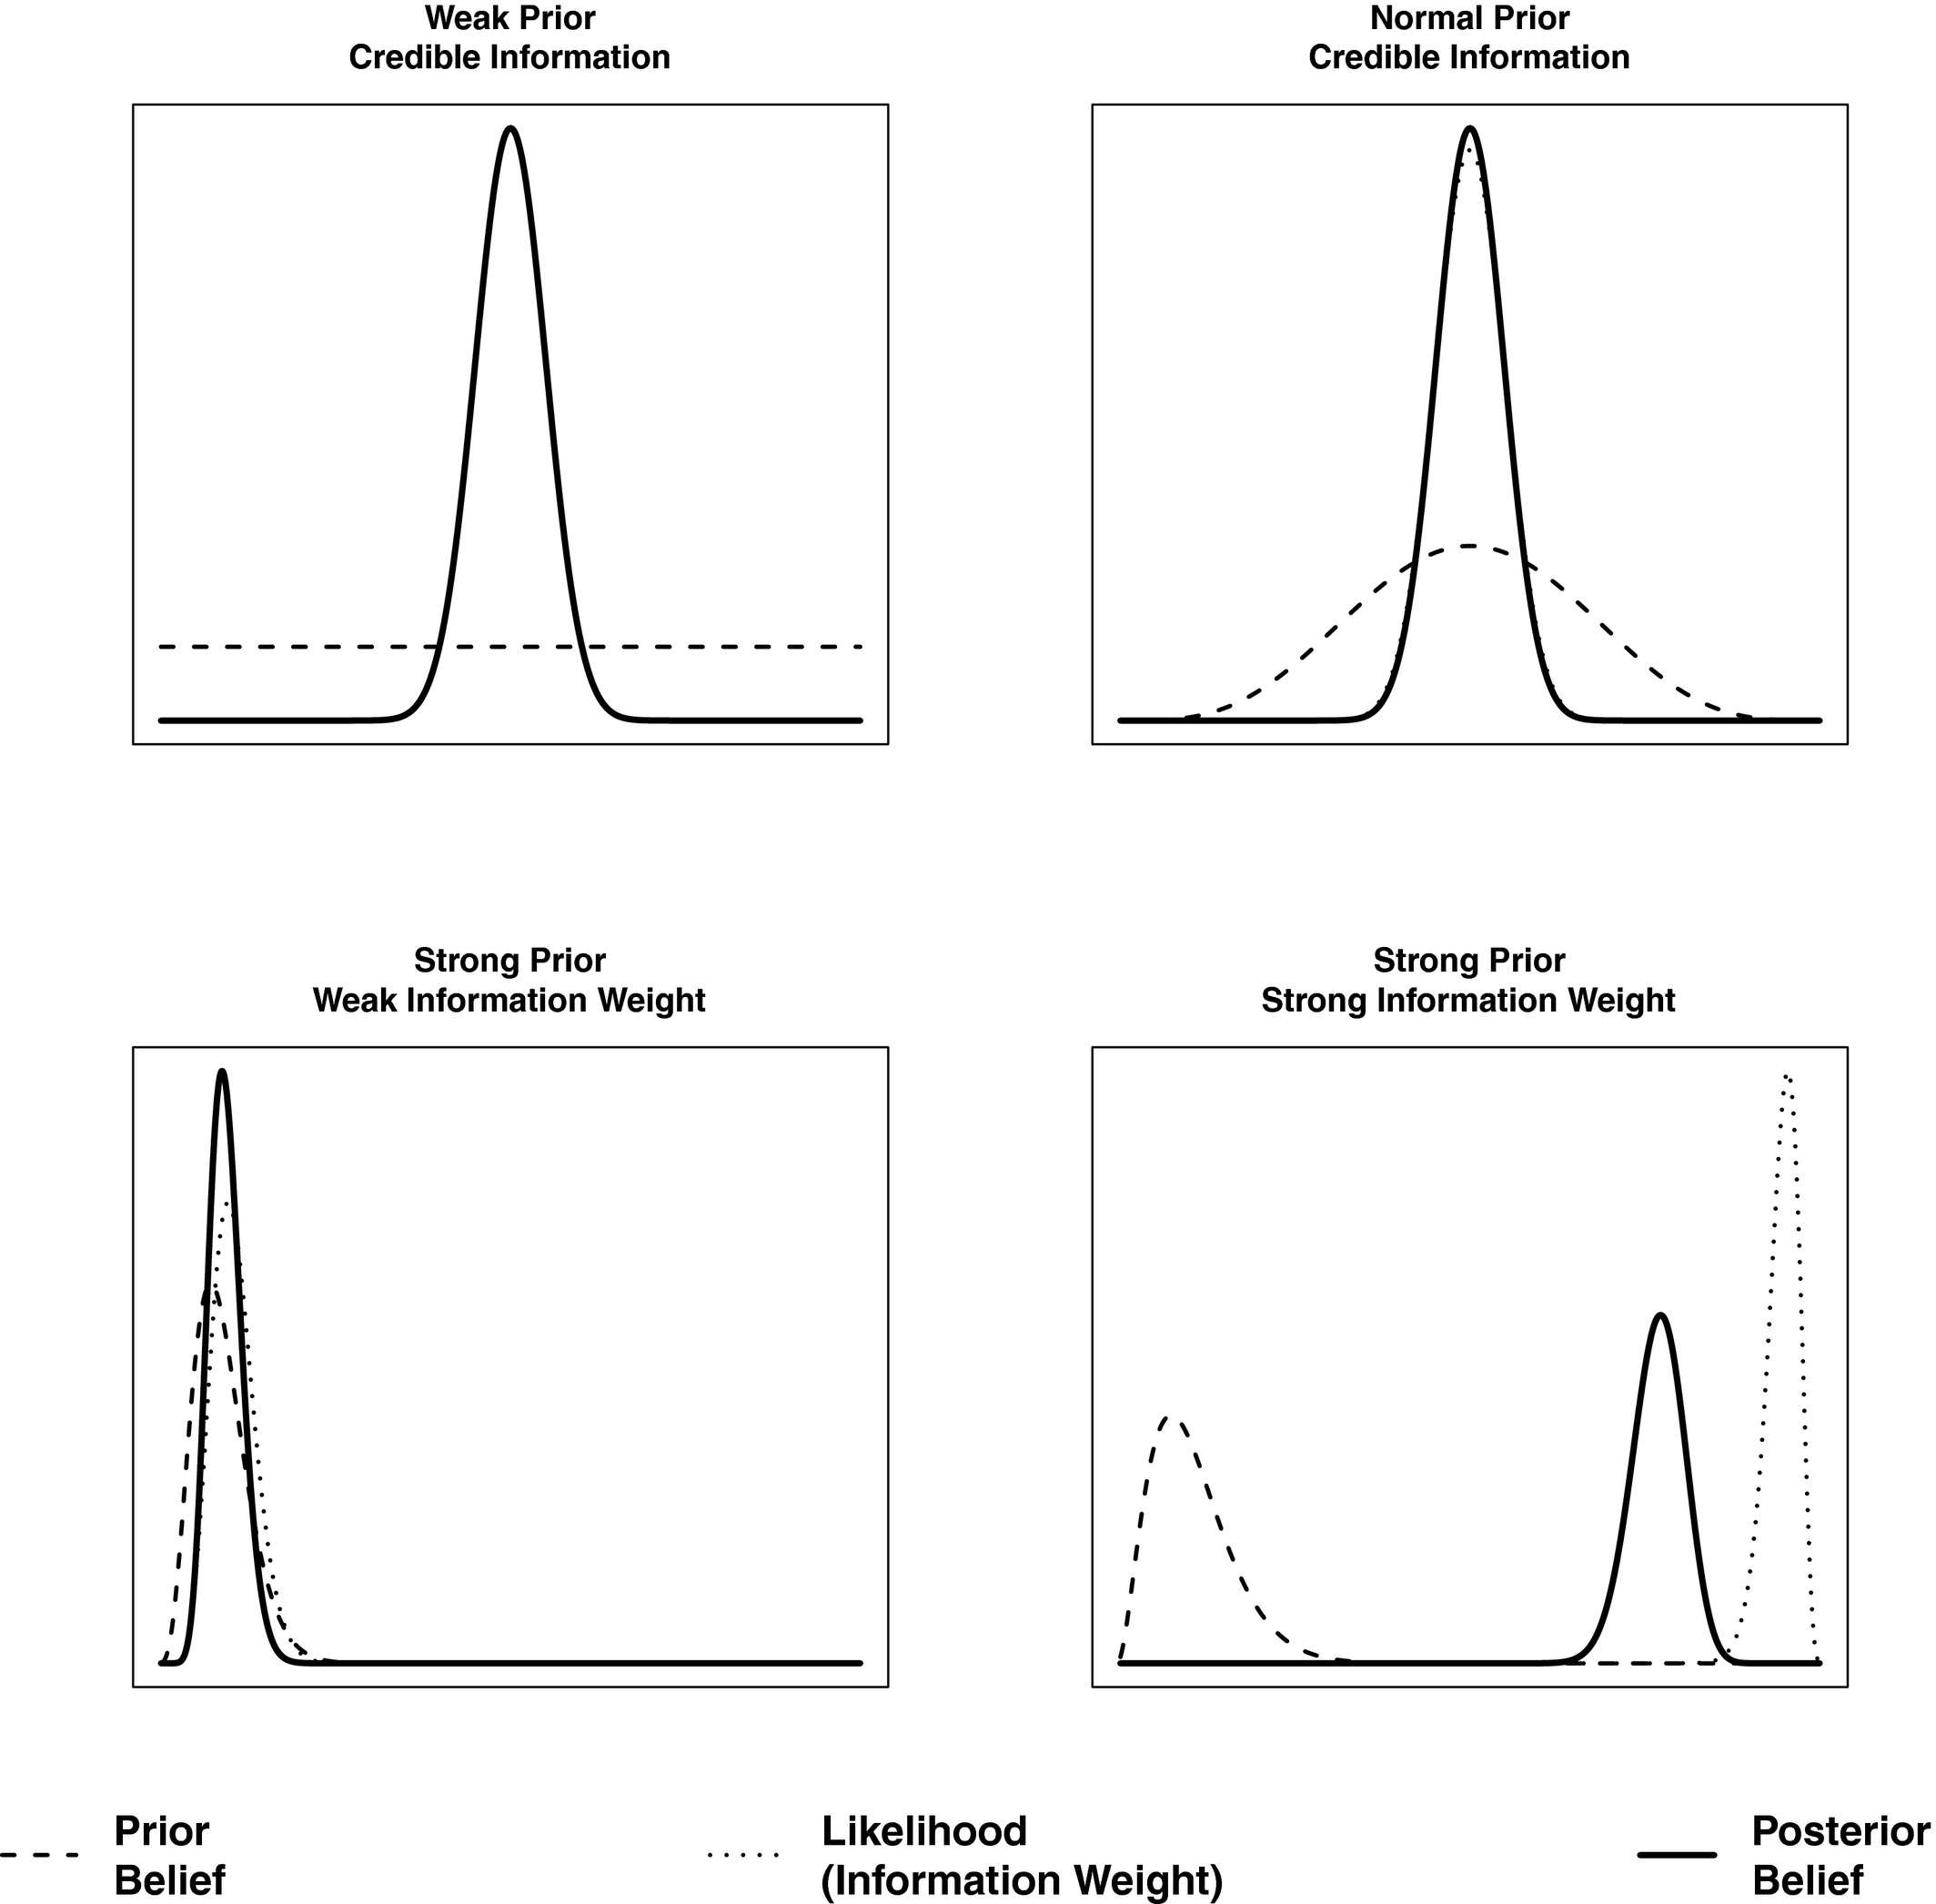 Weak Prior
Credible Information
Normal Prior
Credible Information
Strong Prior
Weak Information Weight
Strong Prior
Strong Information Weight
Prior
Belief
Likelihood
(Information Weight)
Posterior
Belief